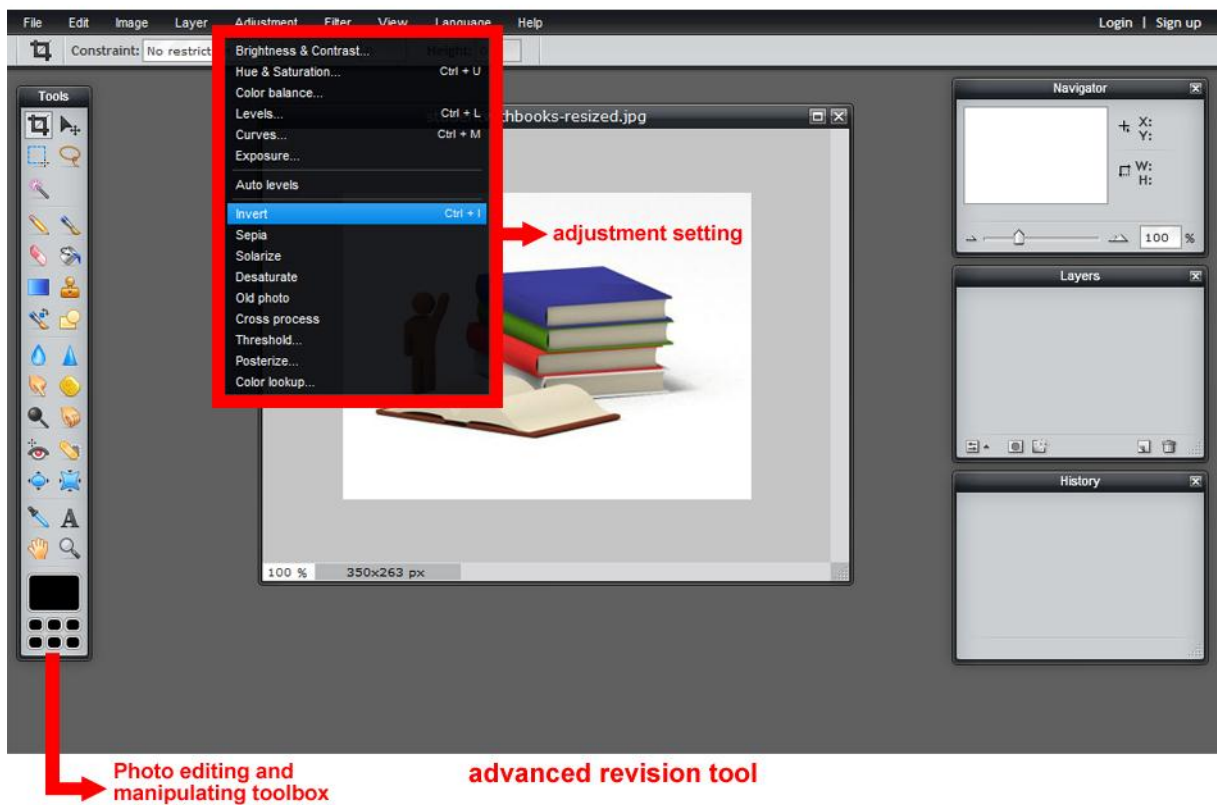 File Edit Image Layer Adjustment Filter View Language Help Login | Sign up
Constraint: No restrict Height: 0
Brightness & Contrast...
Hue & Saturation... Ctrl + U
Color balance...
Levels... Ctrl + L
Curves... Ctrl + M
Exposure...
Auto levels
Invert Ctrl + I
Sepia
Solarize
Desaturate
Old photo
Cross process
Threshold...
Posterize...
Color lookup...
Tools
hbooks-resized.jpg
adjustment setting
100 % 350x263 px
Navigator
X:
Y:
W:
H:
100 %
Layers
History
Photo editing and
manipulating toolbox
advanced revision tool